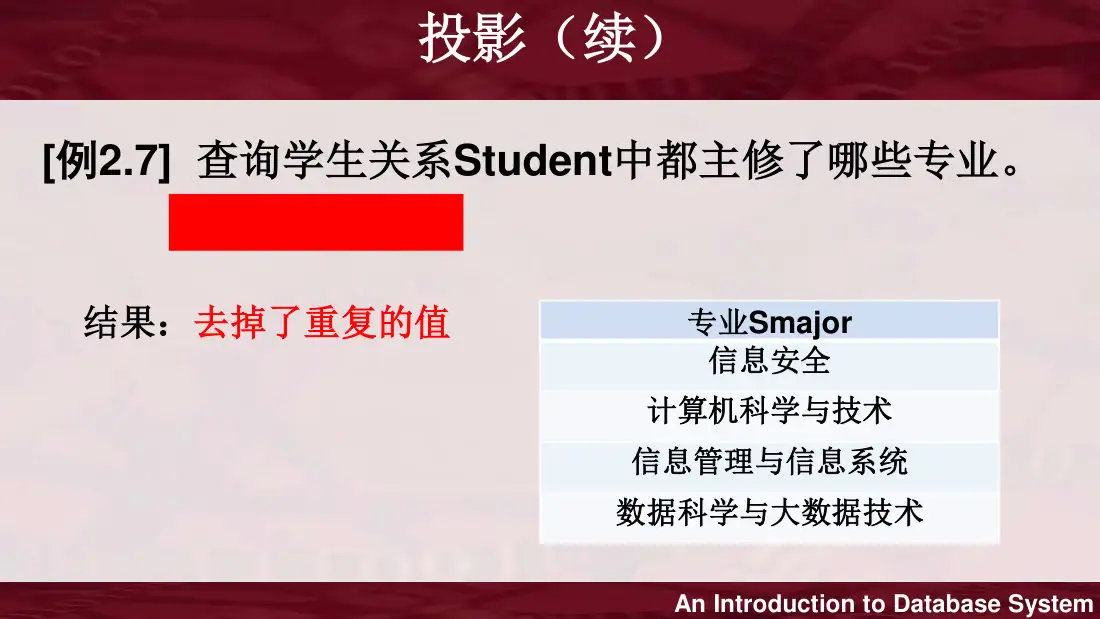 投影（续）
[例2.7] 查询学生关系Student中都主修了哪些专业。
结果：去掉了重复的值
专业Smajor
信息安全
计算机科学与技术
信息管理与信息系统
数据科学与大数据技术
An Introduction to Database System